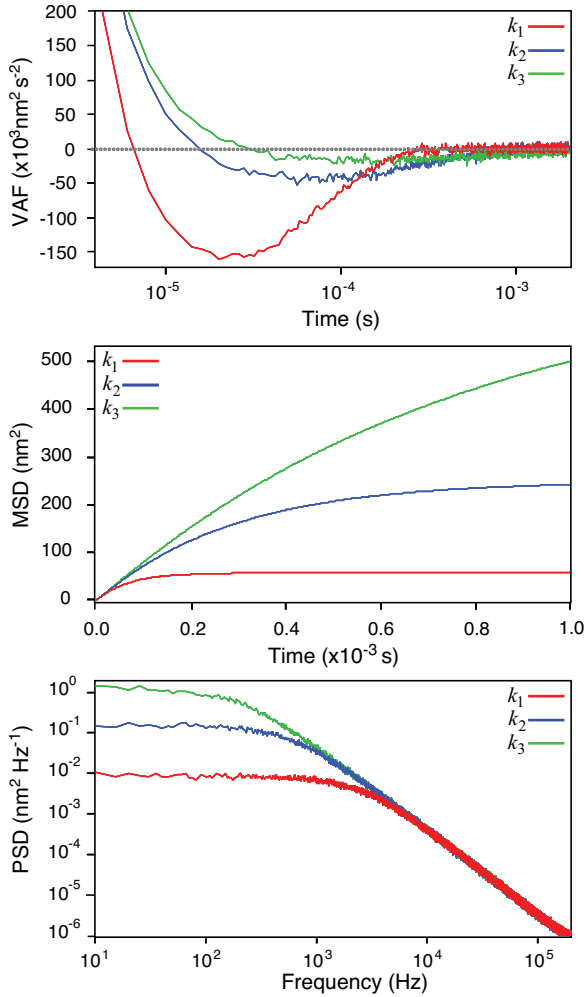 VAF (x10³nm² s⁻²)
200
150
100
50
0
-50
-100
-150
k₁
k₂
k₃
10⁻⁵
10⁻⁴
10⁻³
Time (s)
MSD (nm²)
500
400
300
200
100
0
k₁
k₂
k₃
0.0
0.2
0.4
0.6
0.8
1.0
Time (x10⁻³ s)
PSD (nm² Hz⁻¹)
10⁰
10⁻¹
10⁻²
10⁻³
10⁻⁴
10⁻⁵
10⁻⁶
k₁
k₂
k₃
10¹
10²
10³
10⁴
10⁵
Frequency (Hz)